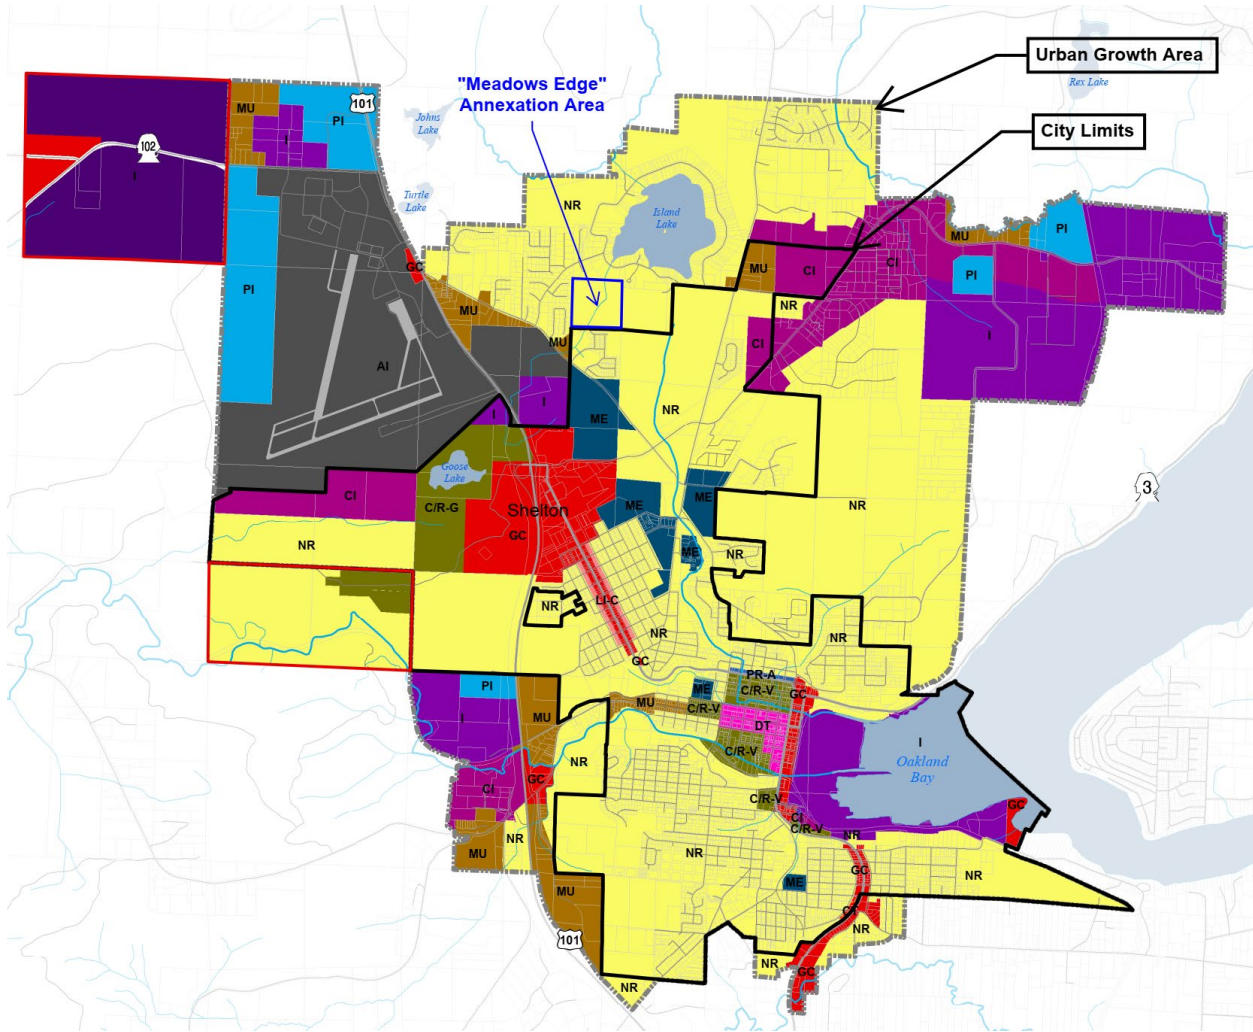 Urban Growth Area
Rex Lake
"Meadows Edge"
Annexation Area
101
MU
PI
I
Johns
Lake
City Limits
102
I
Turtle
Lake
NR
Island
Lake
MU
PI
CI
PI
GC
MU
CI
PI
NR
MU
I
CI
MU
AI
I
I
ME
NR
Goose
Lake
3
CI
ME
ME
C/R-G
Shelton
NR
GC
NR
ME
NR
NR
LI-C
NR
NR
GC
PR-A
PI
ME
C/R-V
GC
I
MU
MU
C/R-V
DT
I
C/R-V
Oakland
Bay
NR
GC
CI
C/R-V
GC
CI
C/R-V
NR
NR
MU
NR
GC
NR
ME
MU
NR
101
NR
GC
NR